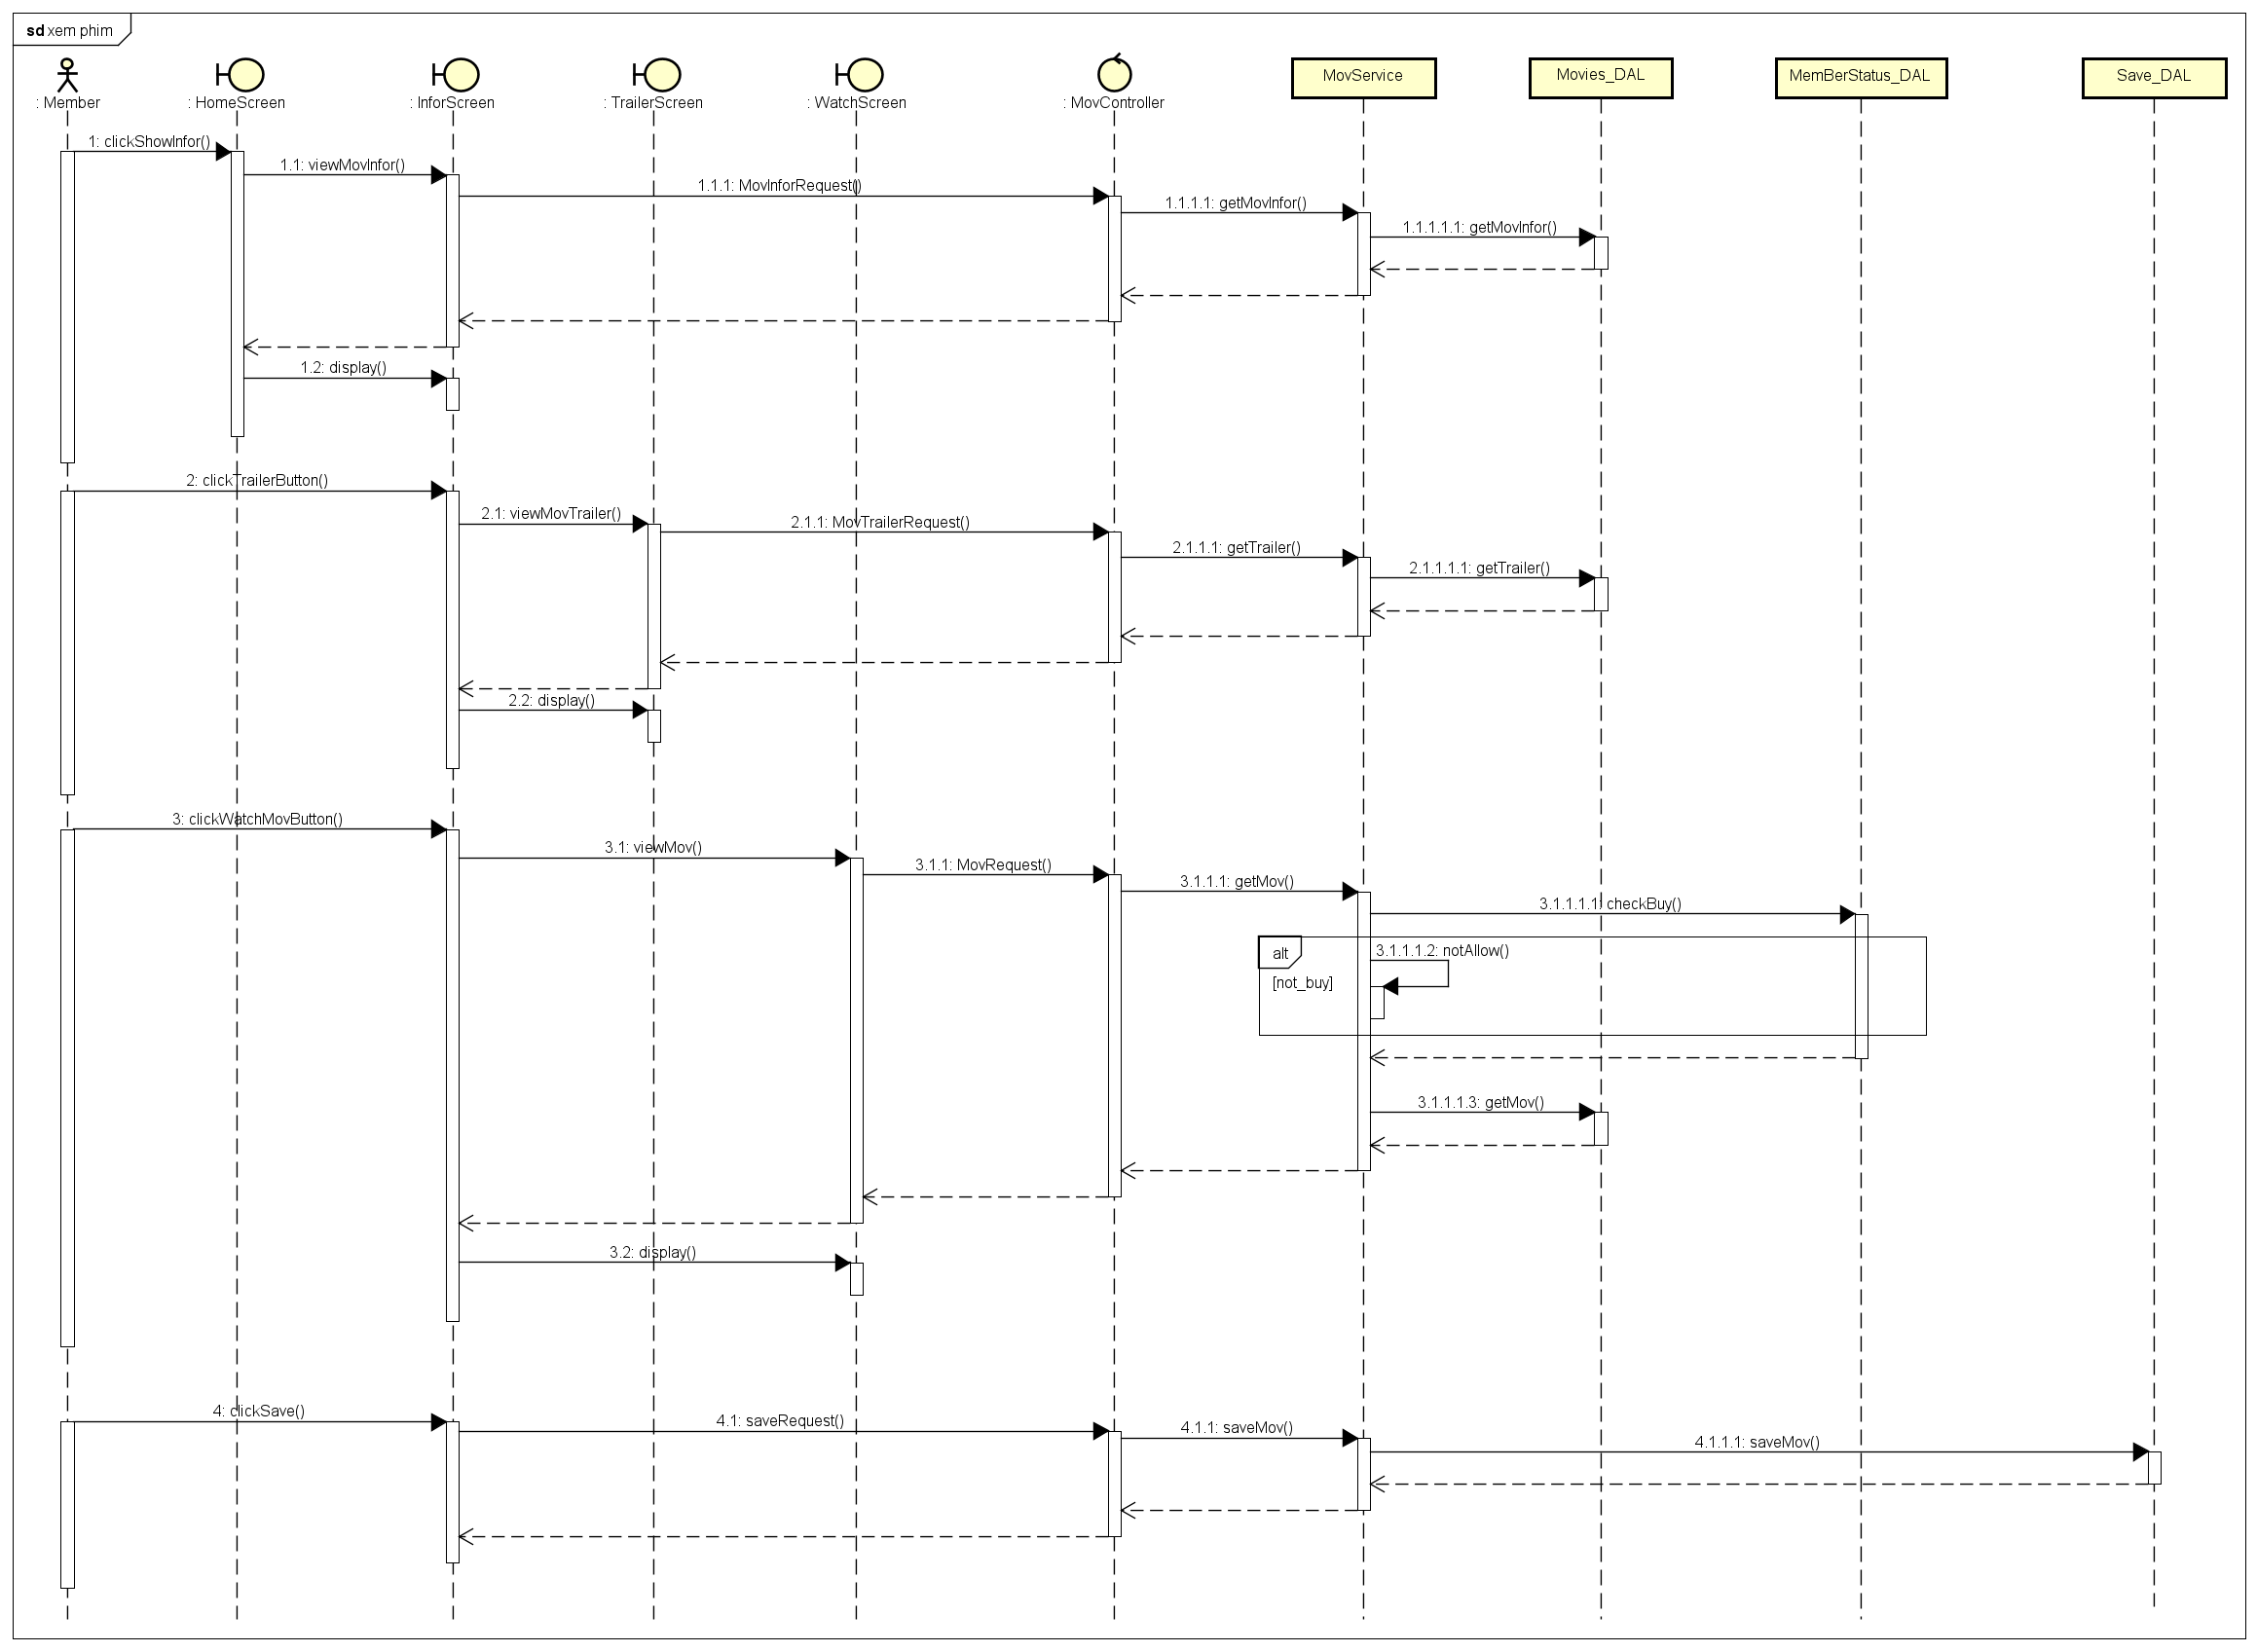 sd xem phim
: Member
: HomeScreen
: InforScreen
: TrailerScreen
: WatchScreen
: MovController
MovService
Movies_DAL
MemBerStatus_DAL
Save_DAL
1: clickShowInfor()
1.1: viewMovInfor()
1.1.1: MovInforRequest()
1.1.1.1: getMovInfor()
1.1.1.1.1: getMovInfor()
1.2: display()
2: clickTrailerButton()
2.1: viewMovTrailer()
2.1.1: MovTrailerRequest()
2.1.1.1: getTrailer()
2.1.1.1.1: getTrailer()
2.2: display()
3: clickWatchMovButton()
3.1: viewMov()
3.1.1: MovRequest()
3.1.1.1: getMov()
3.1.1.1.1: checkBuy()
alt
3.1.1.1.2: notAllow()
[not_buy]
3.1.1.1.3: getMov()
3.2: display()
4: clickSave()
4.1: saveRequest()
4.1.1: saveMov()
4.1.1.1: saveMov()